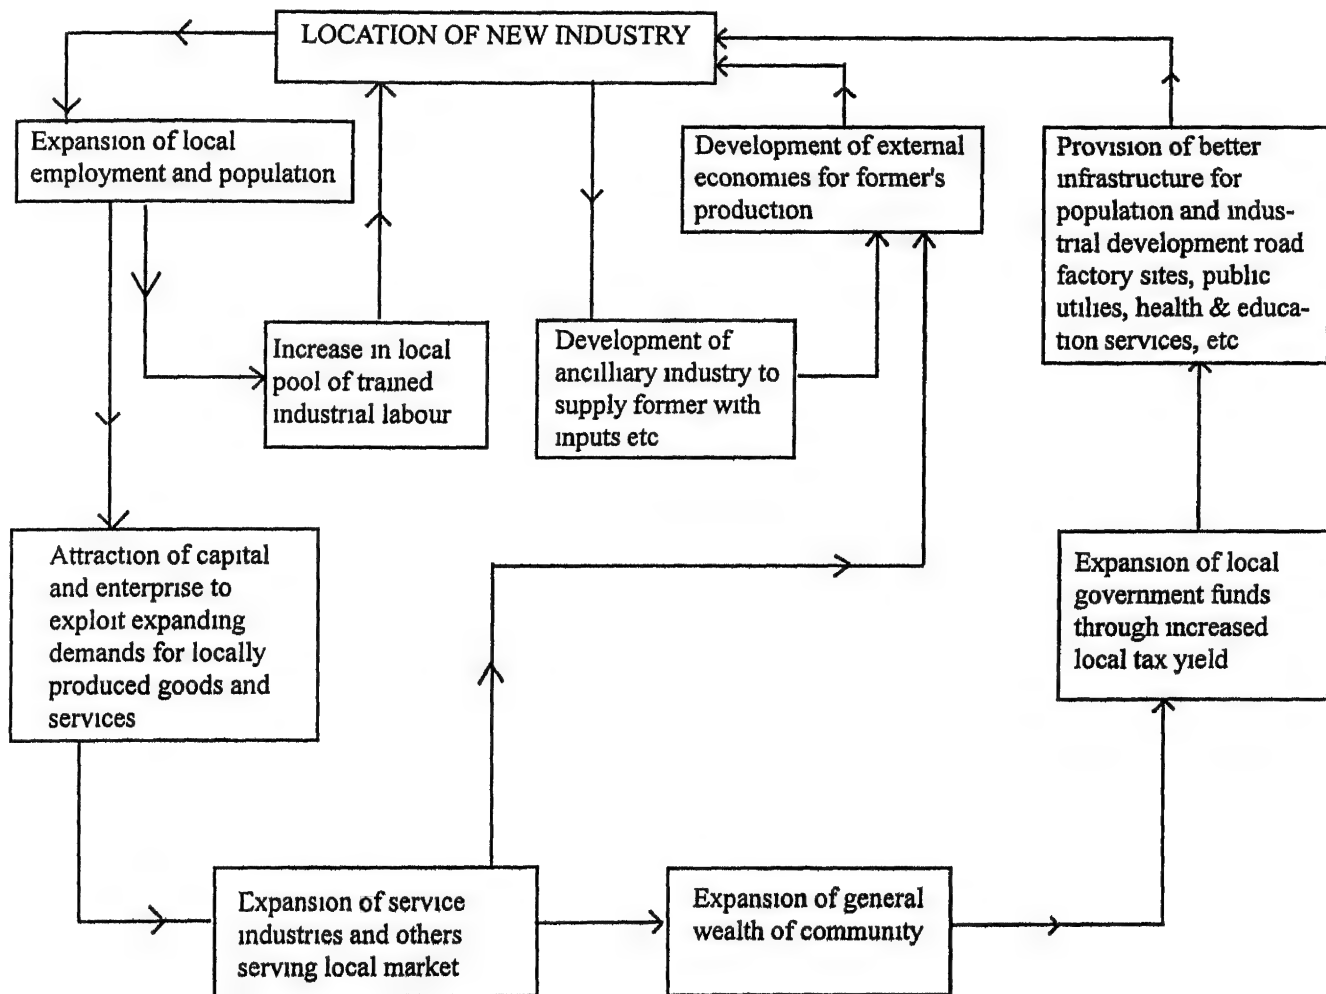 LOCATION OF NEW INDUSTRY
Expansion of local
employment and population
Development of external
economies for former's
production
Provision of better
infrastructure for
population and indus-
trial development road
factory sites, public
utilies, health & educa-
tion services, etc
Increase in local
pool of trained
industrial labour
Development of
ancilliary industry to
supply former with
inputs etc
Attraction of capital
and enterprise to
exploit expanding
demands for locally
produced goods and
services
Expansion of local
government funds
through increased
local tax yield
Expansion of service
industries and others
serving local market
Expansion of general
wealth of community